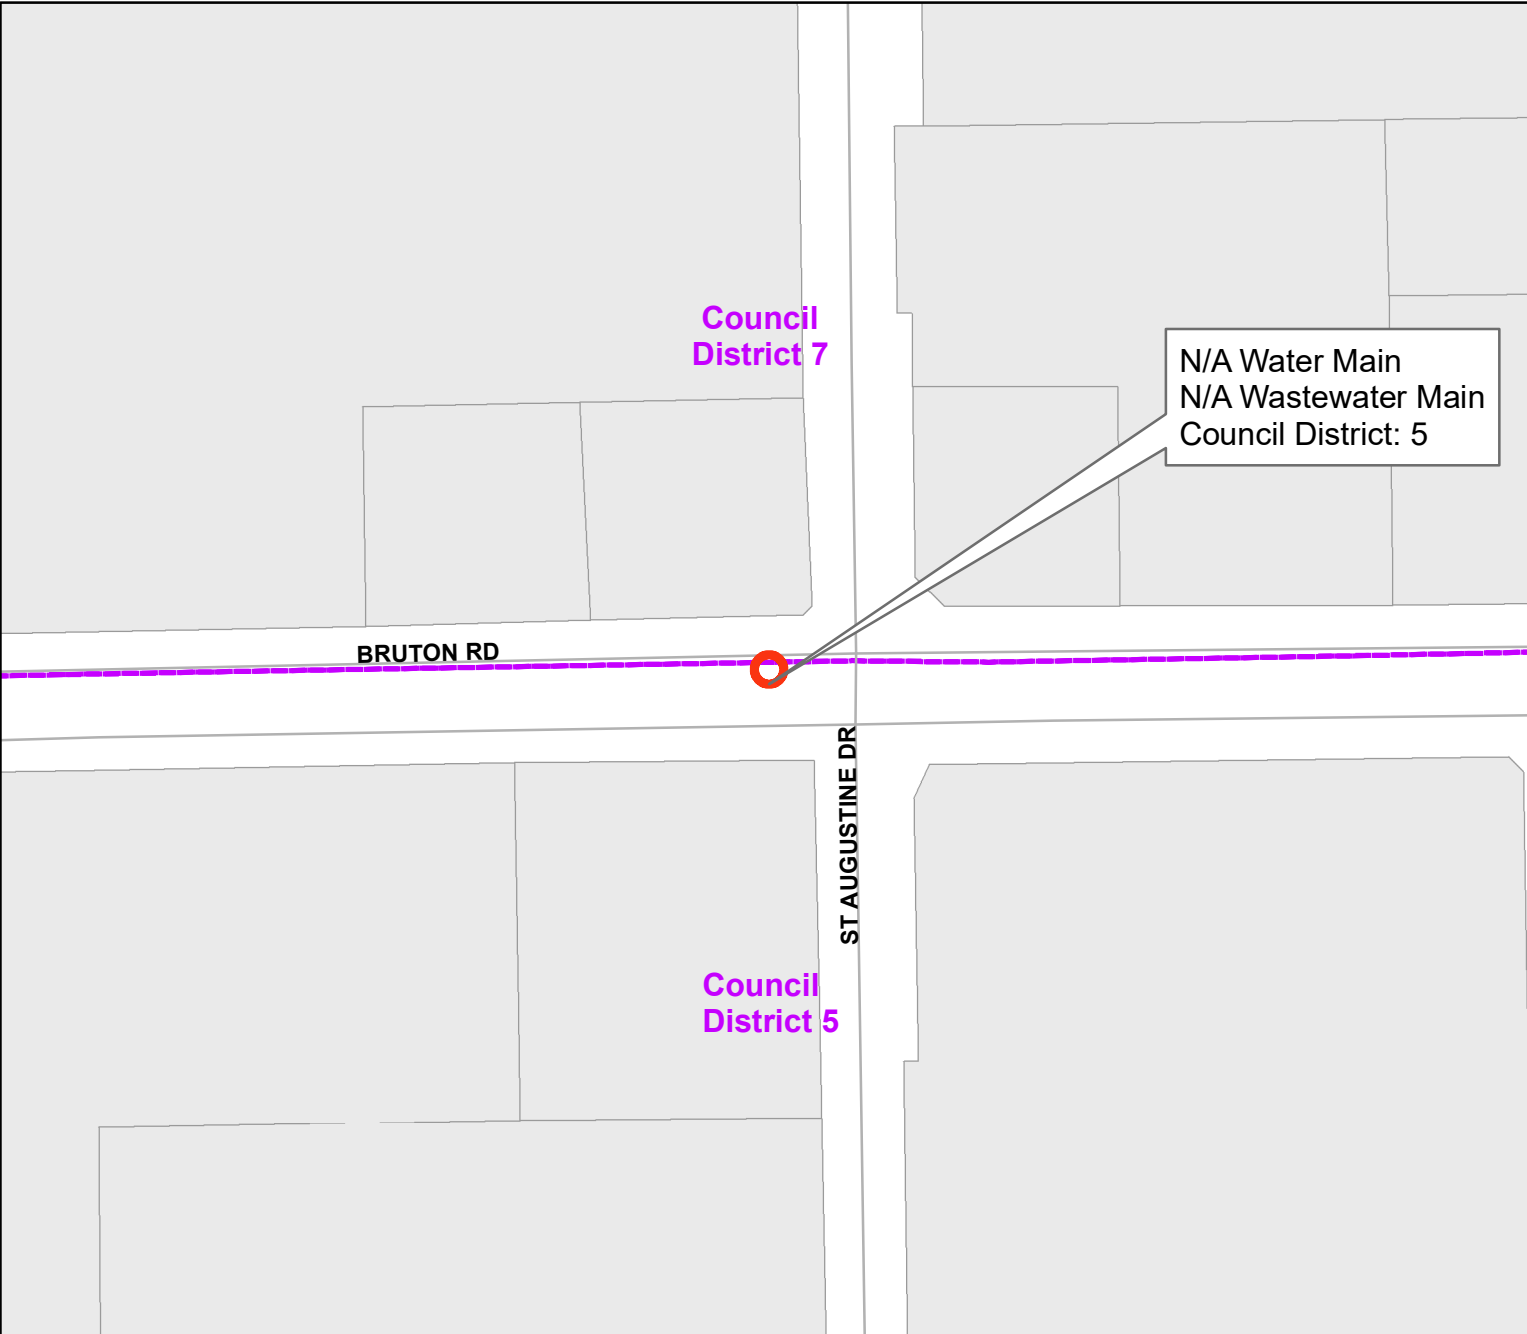 Council
District 7
N/A Water Main
N/A Wastewater Main
Council District: 5
BRUTON RD
ST AUGUSTINE DR
Council
District 5